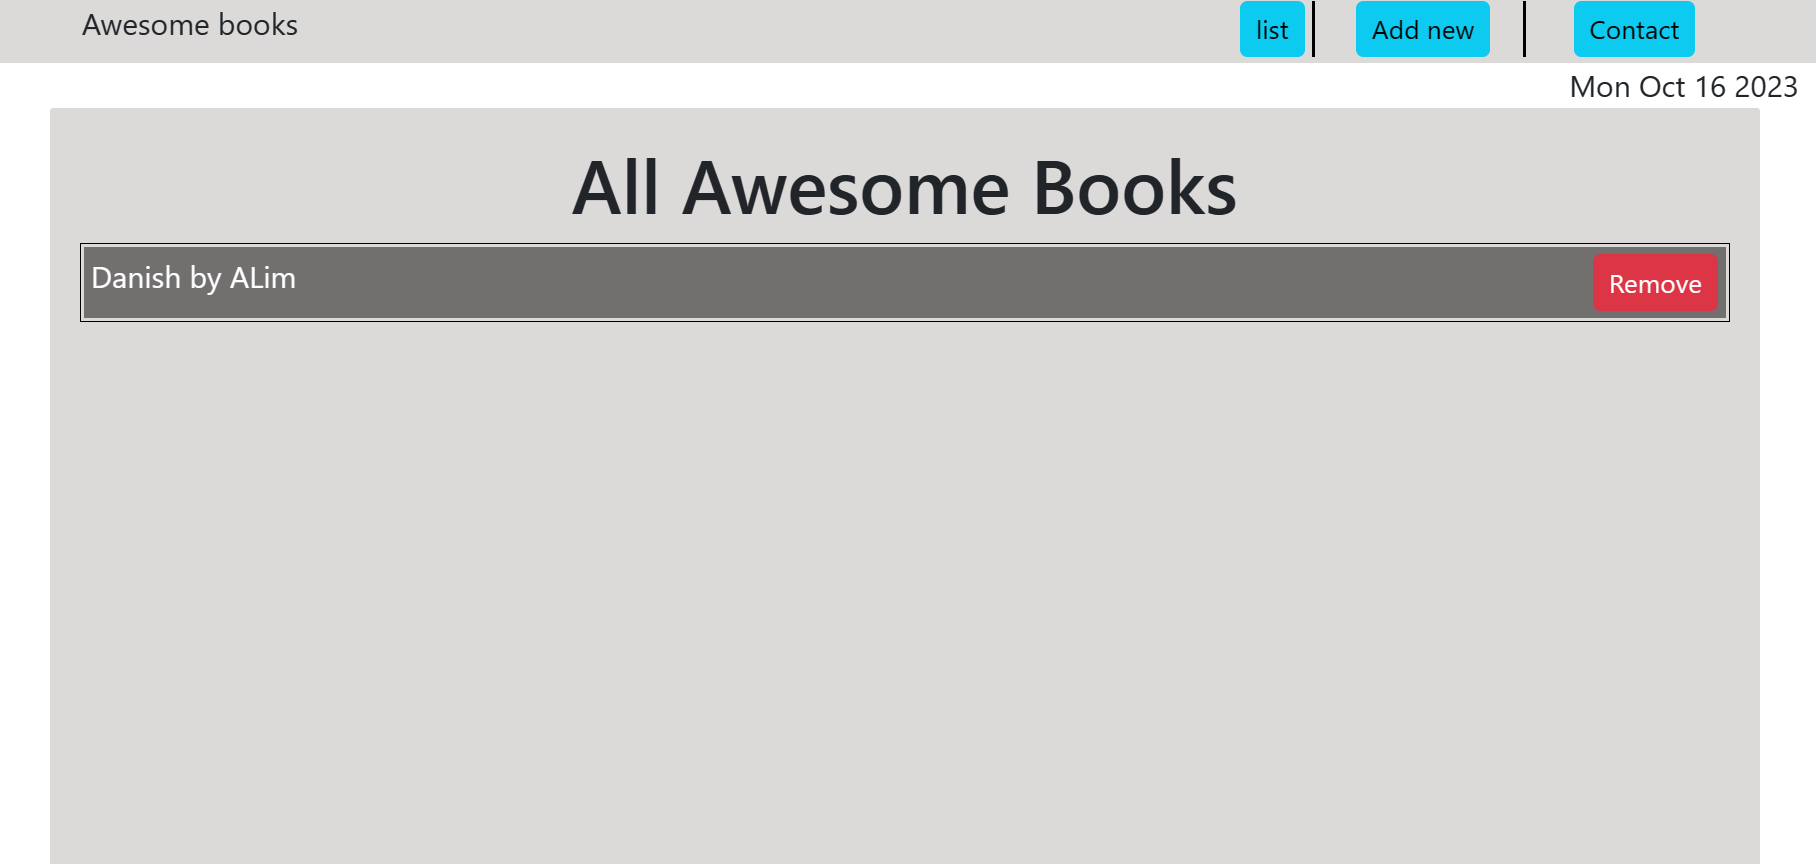 Awesome books
list
Add new
Contact
Mon Oct 16 2023
All Awesome Books
Danish by ALim
Remove